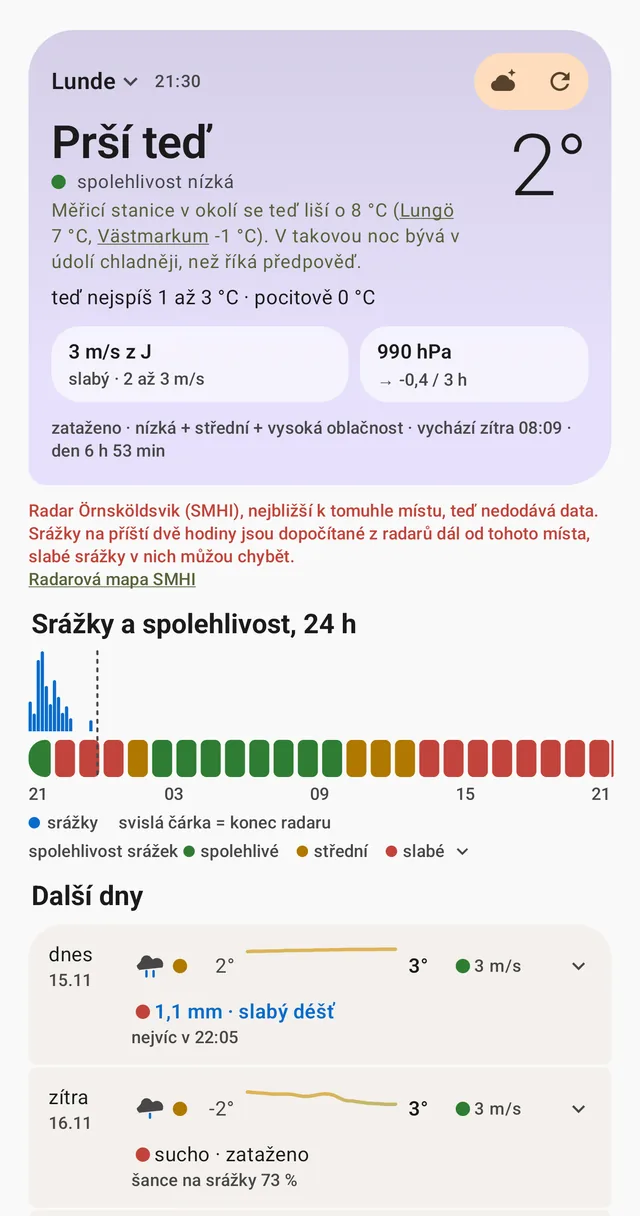 Lunde 21:30
Prší teď
2°
spolehlivost nízká
Měřicí stanice v okolí se teď liší o 8 °C (Lungö
7 °C, Västmarkum -1 °C). V takovou noc bývá v
údolí chladněji, než říká předpověď.
teď nejspíš 1 až 3 °C · pocitově 0 °C
3 m/s z J
slabý · 2 až 3 m/s
990 hPa
→ -0,4 / 3 h
zataženo · nízká + střední + vysoká oblačnost · vychází zítra 08:09 ·
den 6 h 53 min
Radar Örnsköldsvik (SMHI), nejbližší k tomuhle místu, teď nedodává data.
Srážky na příští dvě hodiny jsou dopočítané z radarů dál od tohoto místa,
slabé srážky v nich můžou chybět.
Radarová mapa SMHI
Srážky a spolehlivost, 24 h
21 03 09 15 21
srážky svislá čárka = konec radaru
spolehlivost srážek spolehlivé střední slabé
Další dny
dnes
15.11
2° 3° 3 m/s
1,1 mm · slabý déšť
nejvíc v 22:05
zítra
16.11
-2° 3° 3 m/s
sucho · zataženo
šance na srážky 73 %